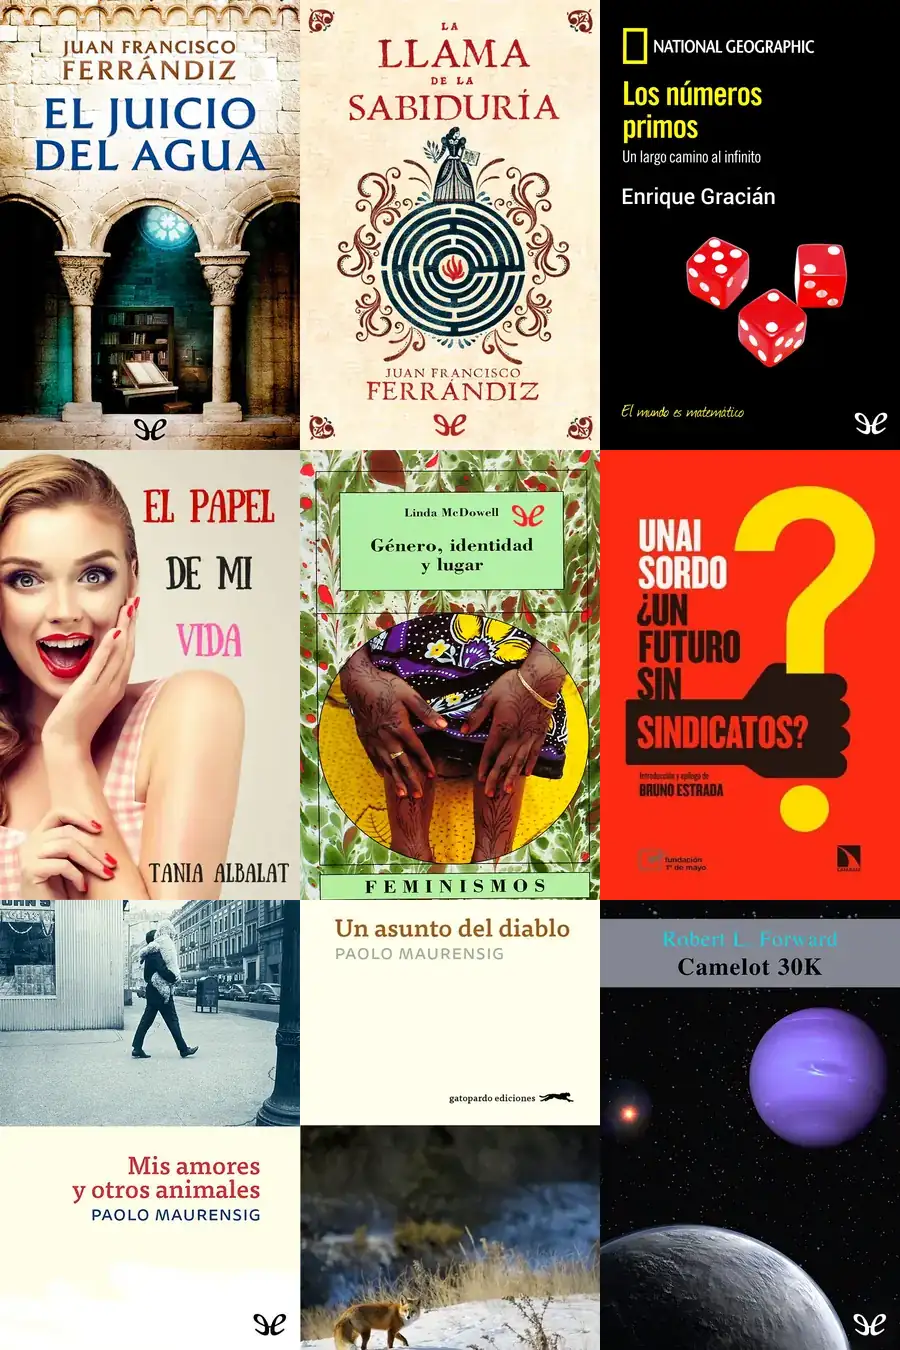 JUAN FRANCISCO
FERRÁNDIZ
EL JUICIO
DEL AGUA
LA
LLAMA
DE LA
SABIDURÍA
JUAN FRANCISCO
FERRÁNDIZ
NATIONAL GEOGRAPHIC
Los números
primos
Un largo camino al infinito
Enrique Gracián
El mundo es matemático
EL PAPEL
DE MI
VIDA
TANIA ALBALAT
Linda McDowell
Género, identidad
y lugar
FEMINISMOS
UNAI
SORDO
¿UN
FUTURO
SIN
SINDICATOS?
Introducción y epílogo de
BRUNO ESTRADA
fundación
1º de mayo
CATARATA
Mis amores
y otros animales
PAOLO MAURENSIG
Un asunto del diablo
PAOLO MAURENSIG
gatopardo ediciones
Robert L. Forward
Camelot 30K